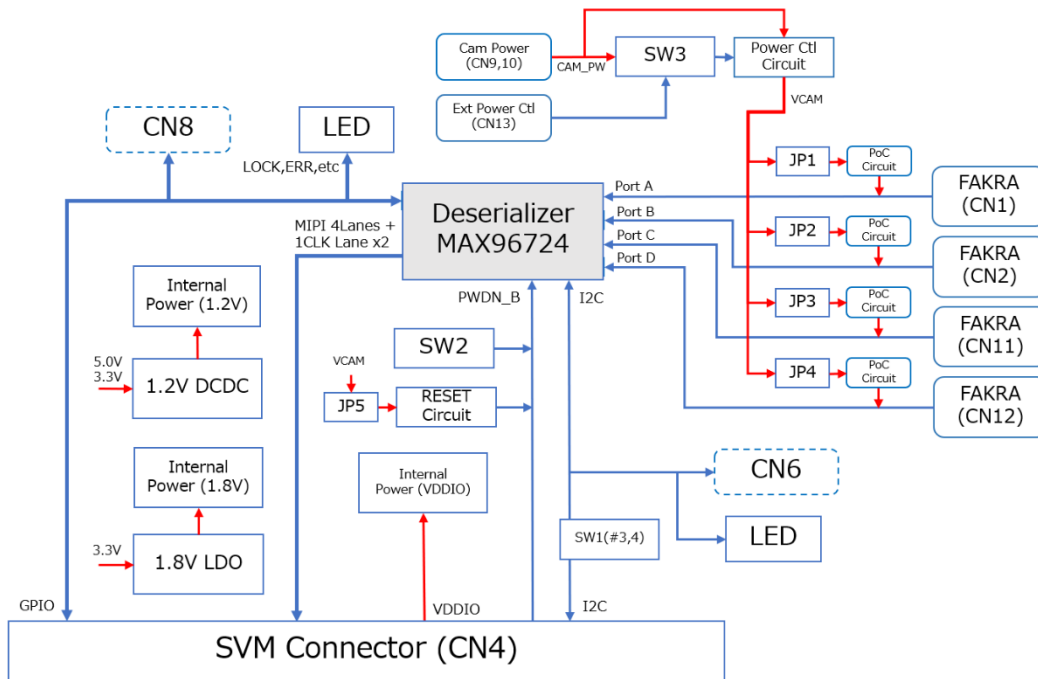 Cam Power
(CN9,10)
CAM_PW
SW3
Power Ctl
Circuit
Ext Power Ctl
(CN13)
VCAM
CN8
LED
LOCK,ERR,etc
JP1
PoC
Circuit
FAKRA
(CN1)
Port A
Deserializer
MAX96724
MIPI 4Lanes +
1CLK Lane x2
Port B
JP2
PoC
Circuit
Port C
FAKRA
(CN2)
Port D
PWDN_B
I2C
JP3
PoC
Circuit
FAKRA
(CN11)
Internal
Power (1.2V)
SW2
5.0V
3.3V
1.2V DCDC
VCAM
JP5
RESET
Circuit
JP4
PoC
Circuit
FAKRA
(CN12)
Internal
Power (1.8V)
Internal
Power (VDDIO)
CN6
3.3V
1.8V LDO
SW1(#3,4)
LED
GPIO
VDDIO
I2C
SVM Connector (CN4)